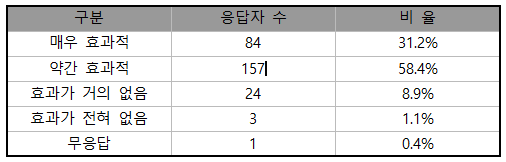 구분 응답자 수 비 율
매우 효과적 84 31.2%
약간 효과적 157 58.4%
효과가 거의 없음 24 8.9%
효과가 전혀 없음 3 1.1%
무응답 1 0.4%